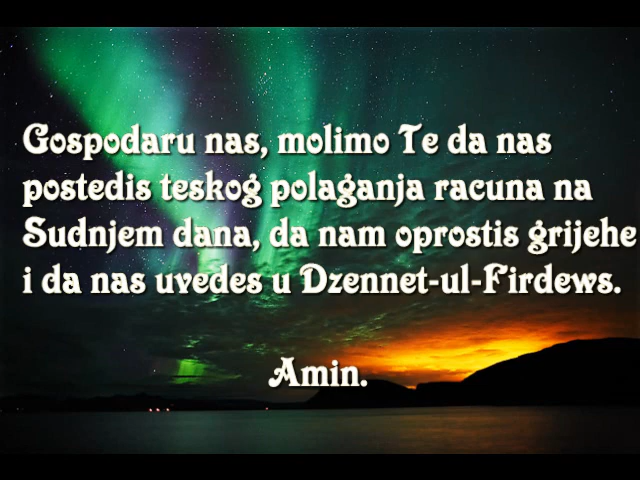 Gospodaru nas, molimo Te da nas
postedis teskog polaganja racuna na
Sudnjem dana, da nam oprostis grijehe
i da nas uvedes u Dzennet-ul-Firdews.
Amin.